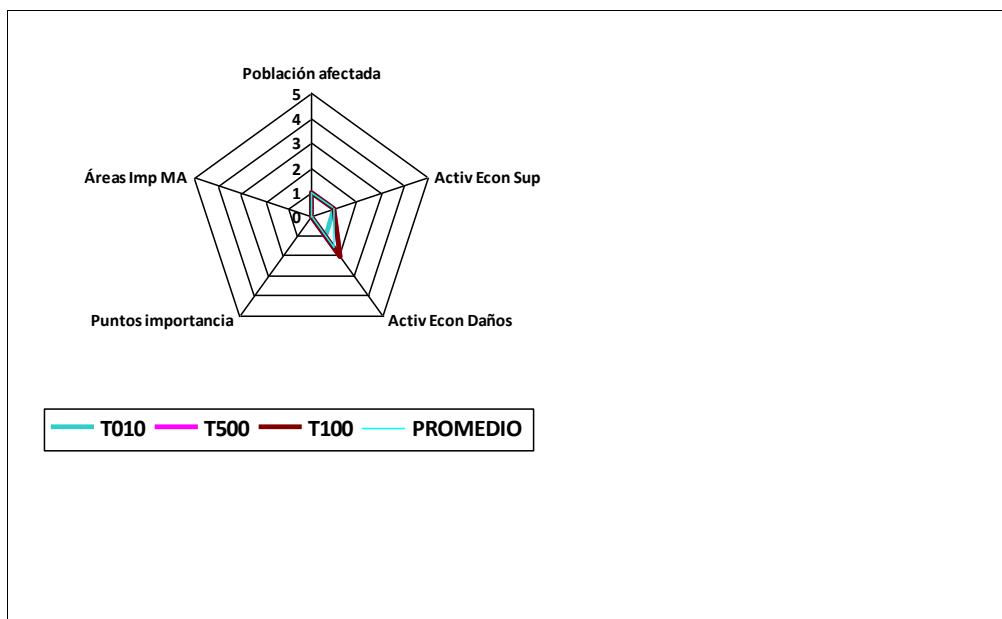 Población afectada
5
4
Áreas Imp MA
3
Activ Econ Sup
2
1
0
Puntos importancia
Activ Econ Daños
T010 T500 T100 PROMEDIO